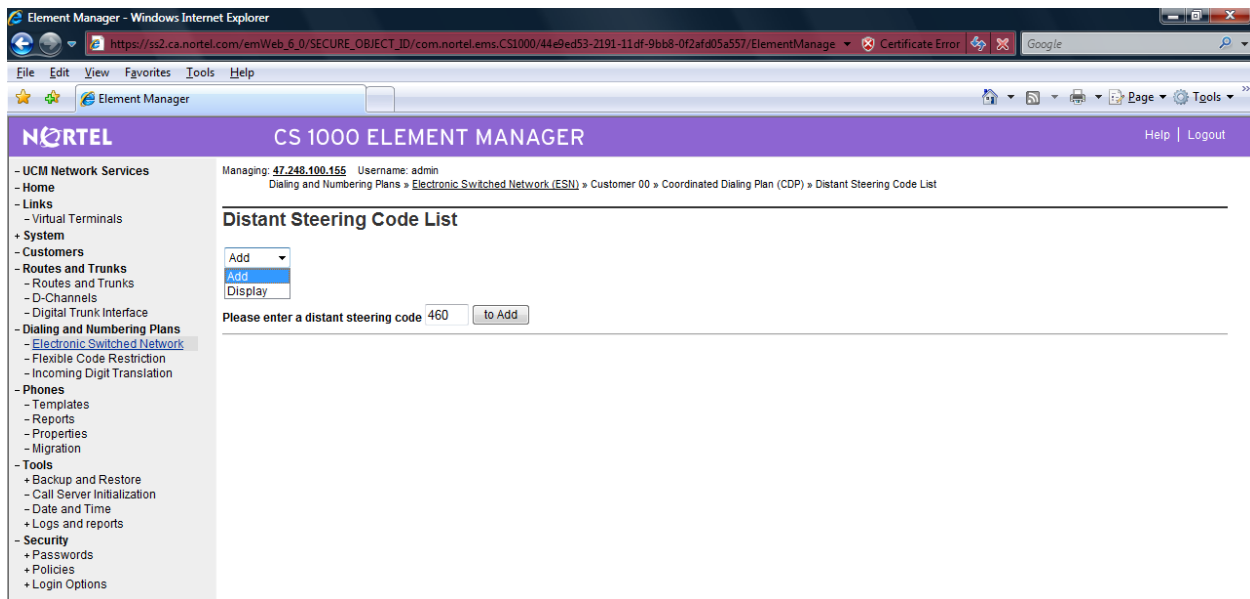 Element Manager - Windows Internet Explorer
https://ss2.ca.nortel.com/emWeb_6_0/SECURE_OBJECT_ID/com.nortel.ems.CS1000/44e9ed53-2191-11df-9bb8-0f2afd05a557/ElementManage Certificate Error Google
File Edit View Favorites Tools Help
Element Manager Page Tools »
NORTEL CS 1000 ELEMENT MANAGER Help | Logout
- UCM Network Services
- Home
- Links
- Virtual Terminals
+ System
- Customers
- Routes and Trunks
- Routes and Trunks
- D-Channels
- Digital Trunk Interface
- Dialing and Numbering Plans
- Electronic Switched Network
- Flexible Code Restriction
- Incoming Digit Translation
- Phones
- Templates
- Reports
- Properties
- Migration
- Tools
+ Backup and Restore
- Call Server Initialization
- Date and Time
+ Logs and reports
- Security
+ Passwords
+ Policies
+ Login Options
Managing: 47.248.100.155 Username: admin
Dialing and Numbering Plans » Electronic Switched Network (ESN) » Customer 00 » Coordinated Dialing Plan (CDP) » Distant Steering Code List
Distant Steering Code List
Add
Add
Display
Please enter a distant steering code 460 to Add